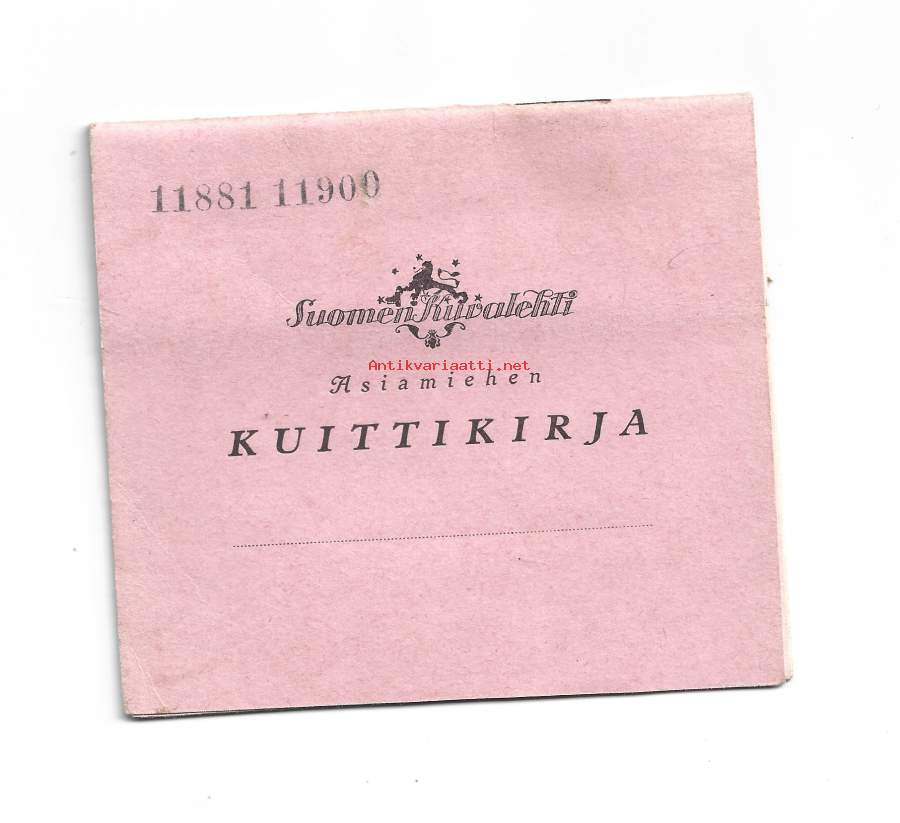 11881 11900
Suomen Kuvalehti
Antikvariaatti.net
Asiamiehen
KUITTIKIRJA